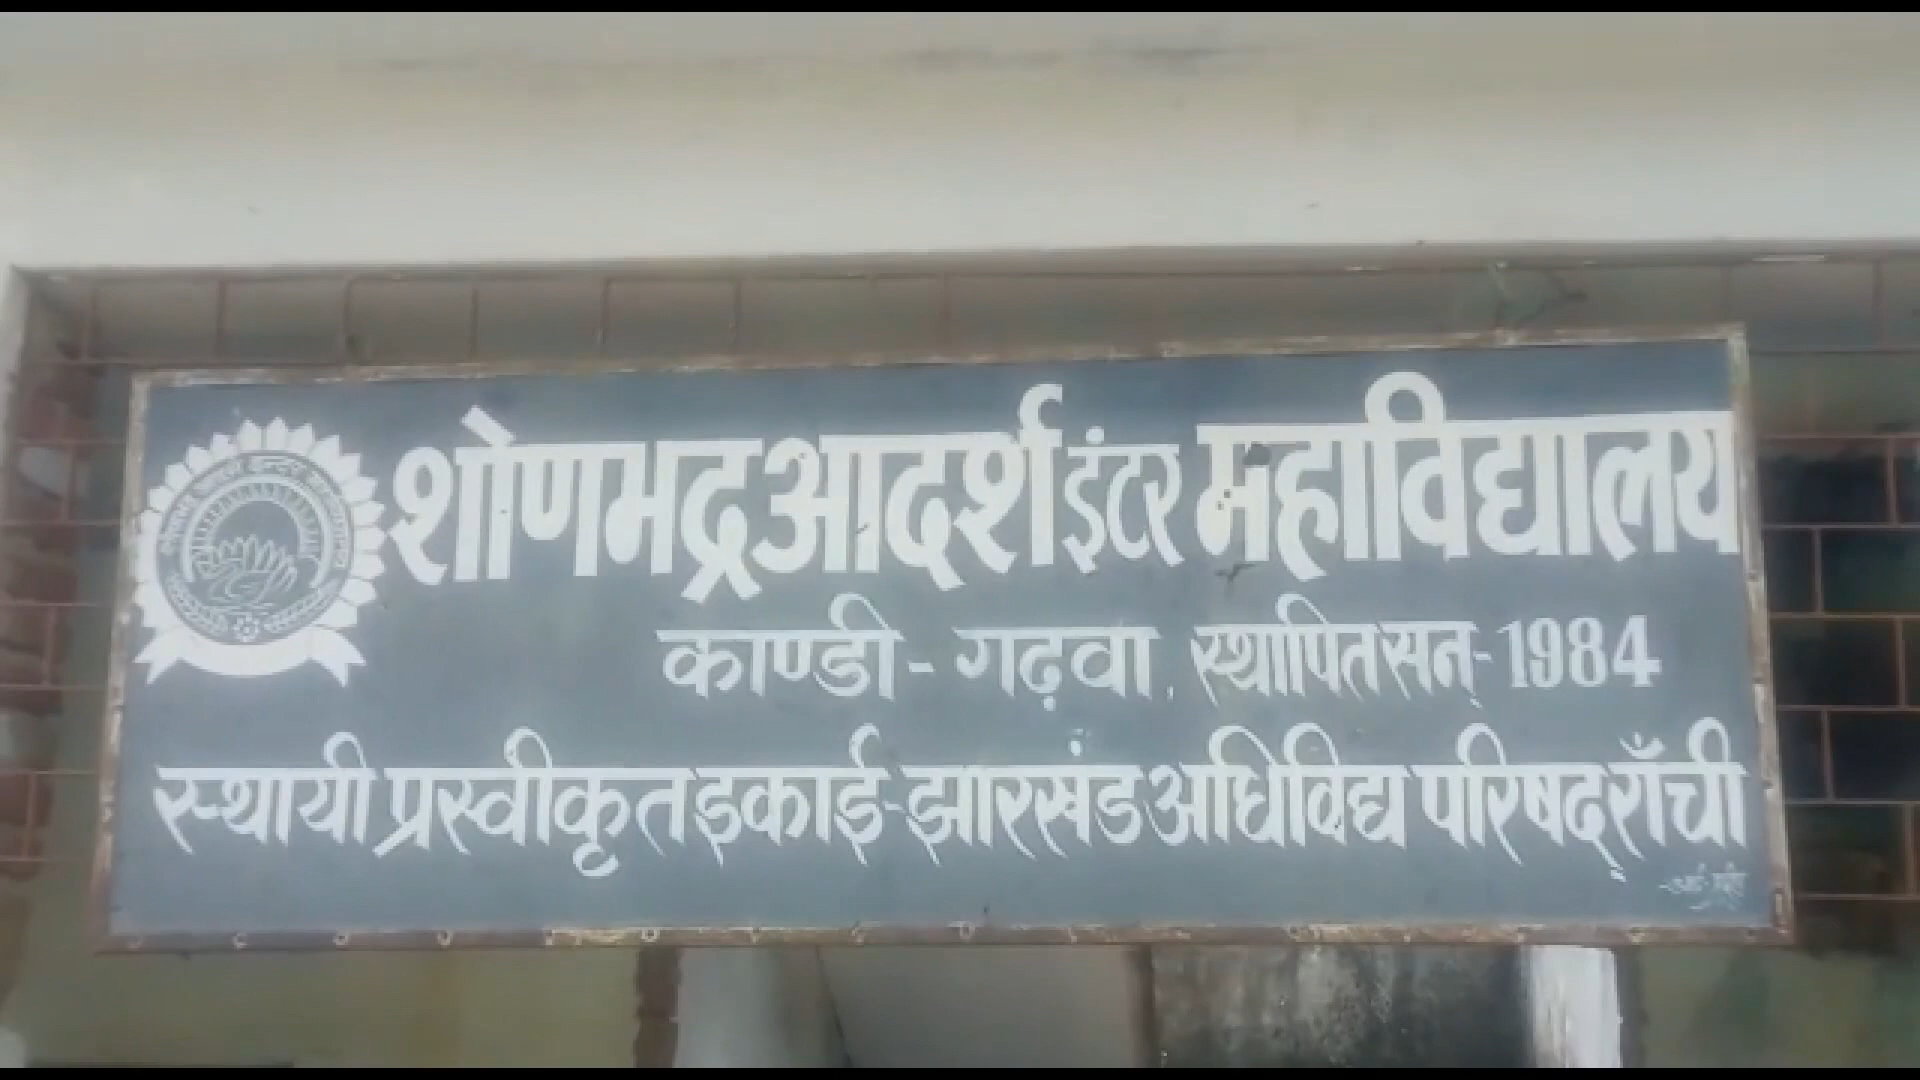 शोणभद्र आदर्श इंटर महाविद्यालय
काण्डी - गढ़वा, स्थापित सन् - 1984
स्थायी प्रस्वीकृत इकाई - झारखंड अधिविद्य परिषद् राँची